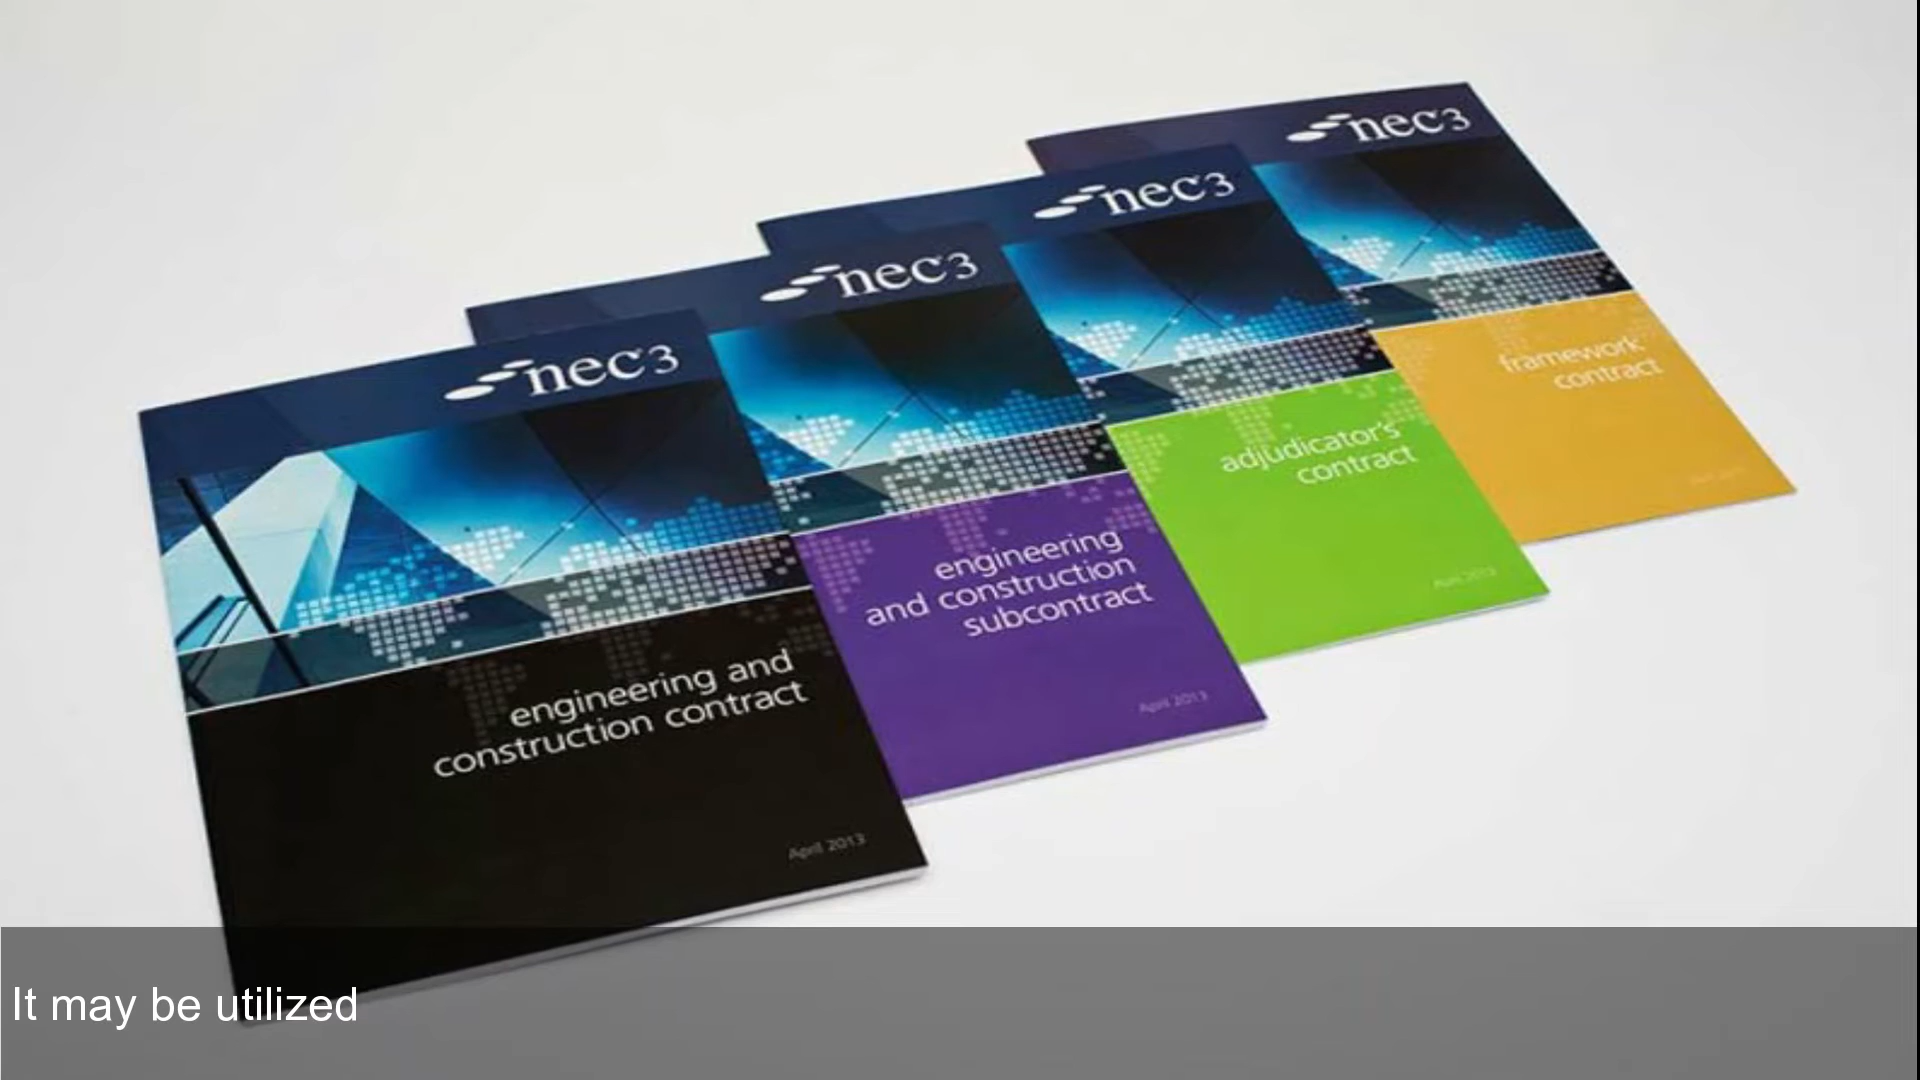 nec3
framework
contract
nec3
adjudicator's
contract
April 2013
nec3
engineering
and construction
subcontract
April 2013
nec3
engineering and
construction contract
April 2013
It may be utilized